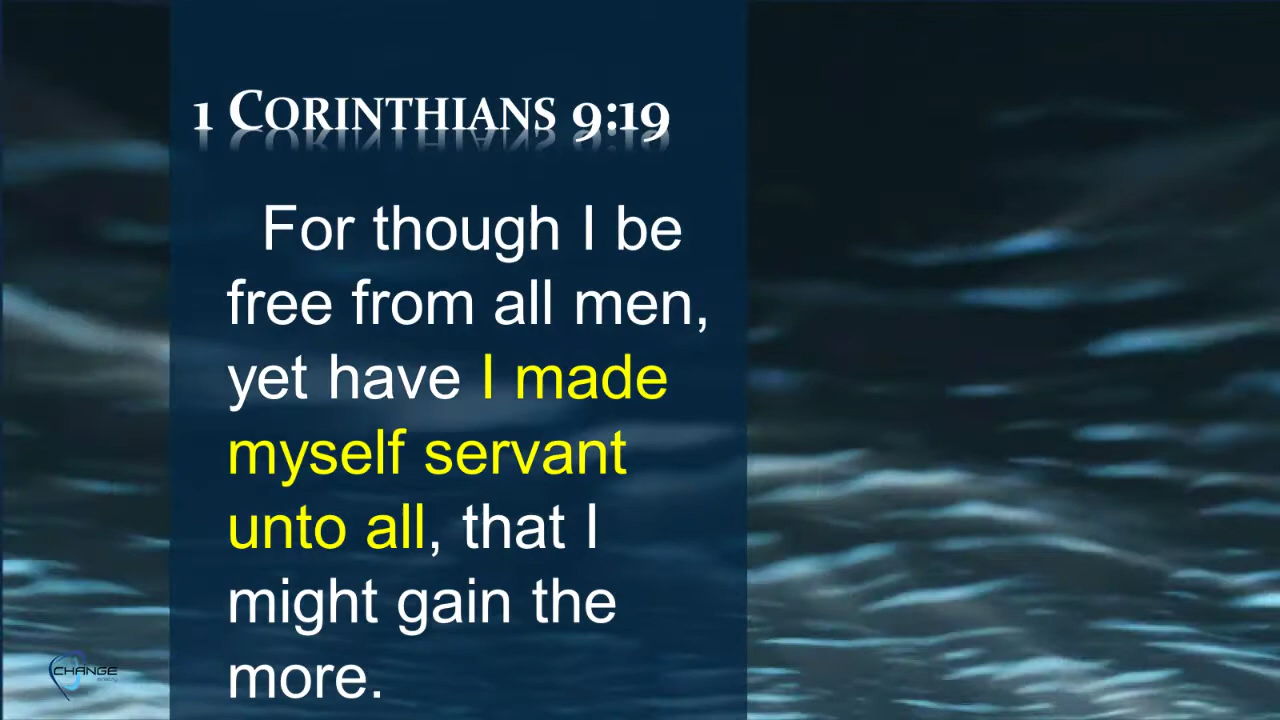 1 CORINTHIANS 9:19
For though I be
free from all men,
yet have I made
myself servant
unto all, that I
might gain the
more.
CHANGE